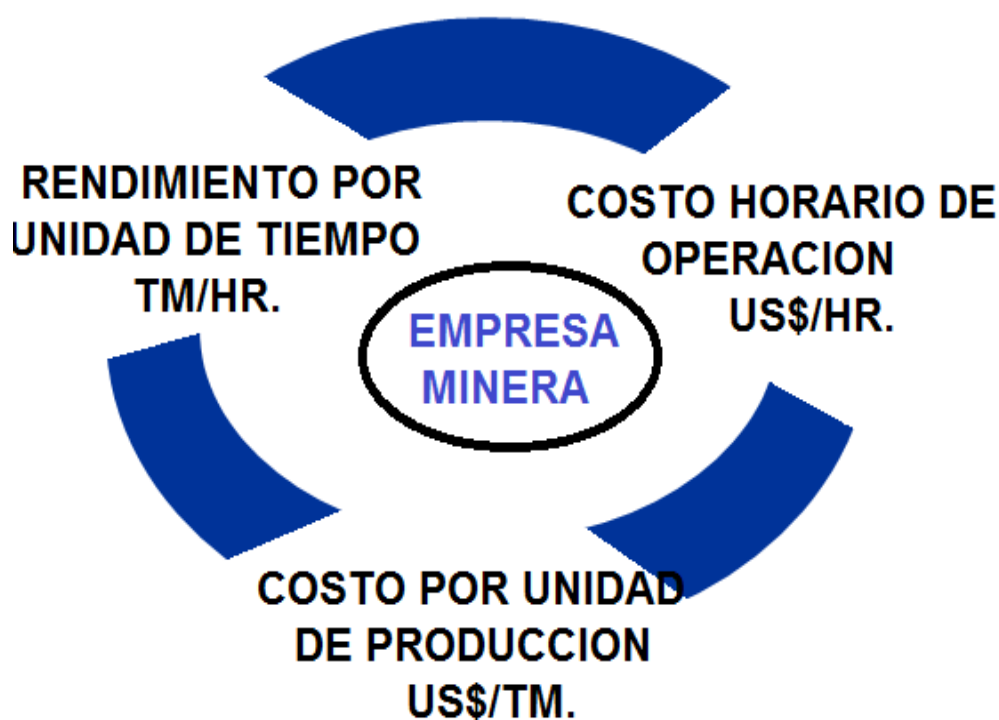 RENDIMIENTO POR
UNIDAD DE TIEMPO
TM/HR.
COSTO HORARIO DE
OPERACION
US$/HR.
EMPRESA
MINERA
COSTO POR UNIDAD
DE PRODUCCION
US$/TM.